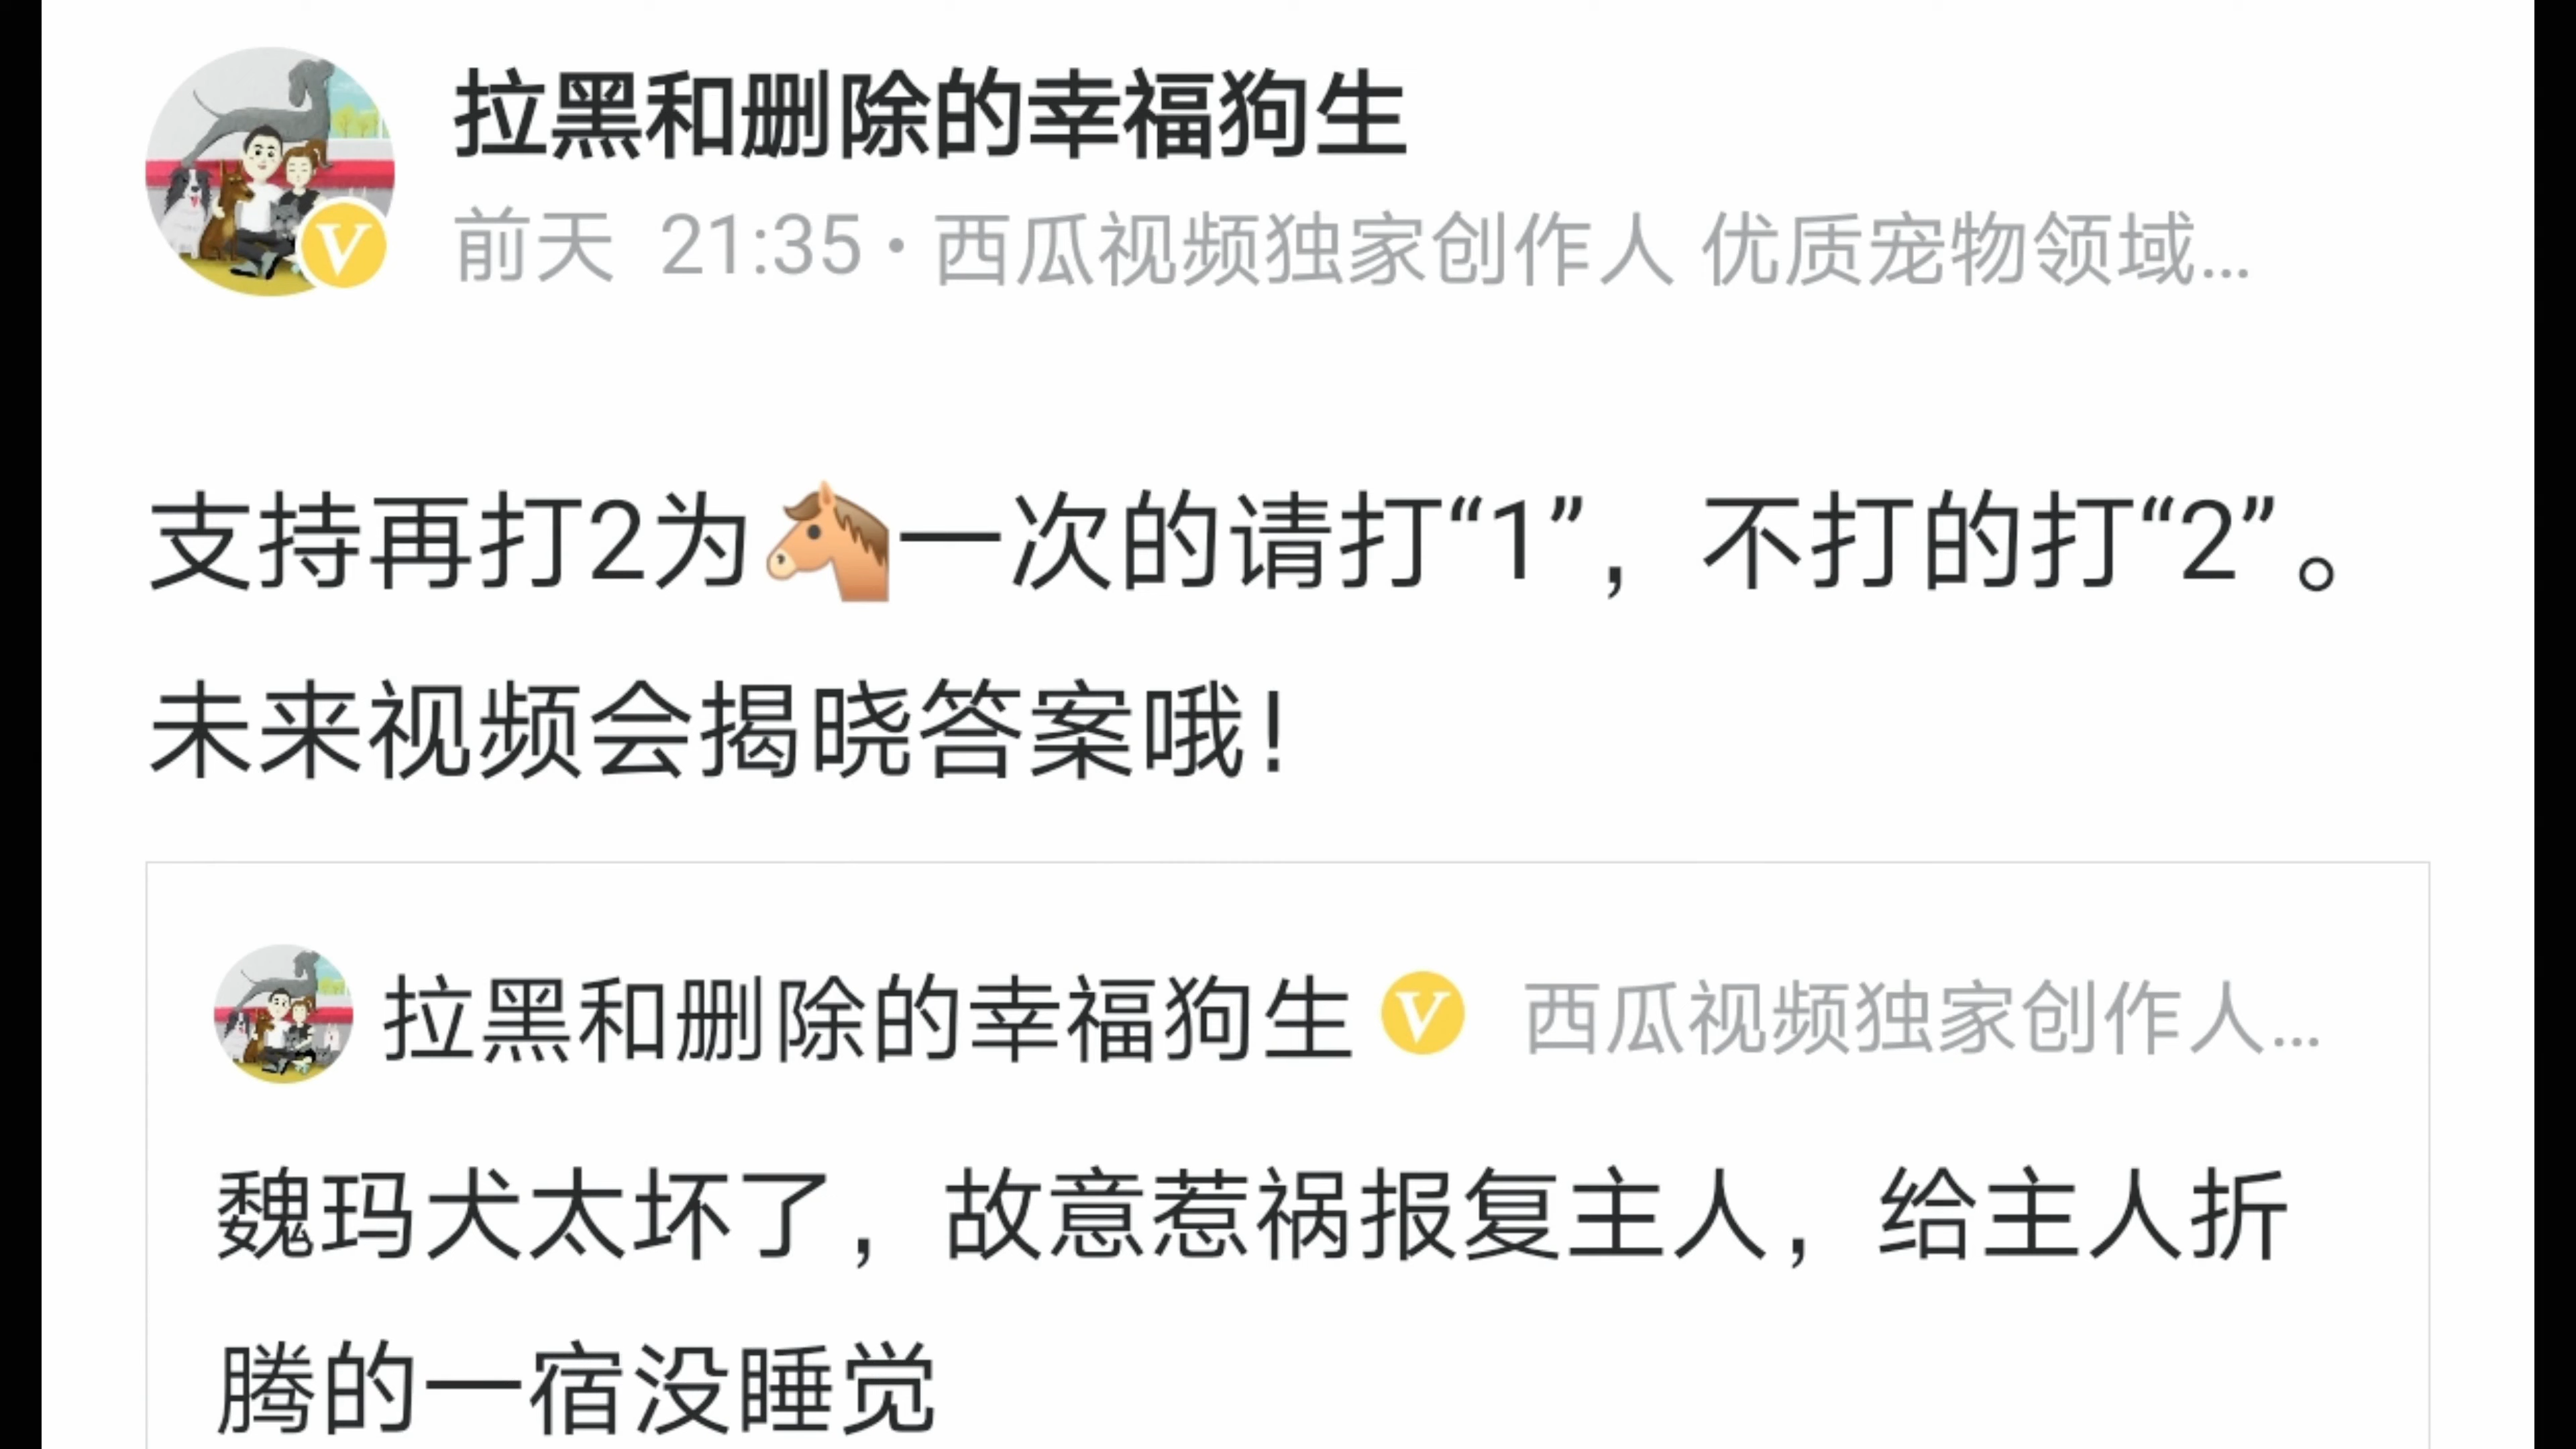 拉黑和删除的幸福狗生
前天 21:35 · 西瓜视频独家创作人 优质宠物领域...
支持再打2为🐴一次的请打“1”，不打的打“2”。
未来视频会揭晓答案哦！
拉黑和删除的幸福狗生 V 西瓜视频独家创作人...
魏玛犬太坏了，故意惹祸报复主人，给主人折
腾的一宿没睡觉